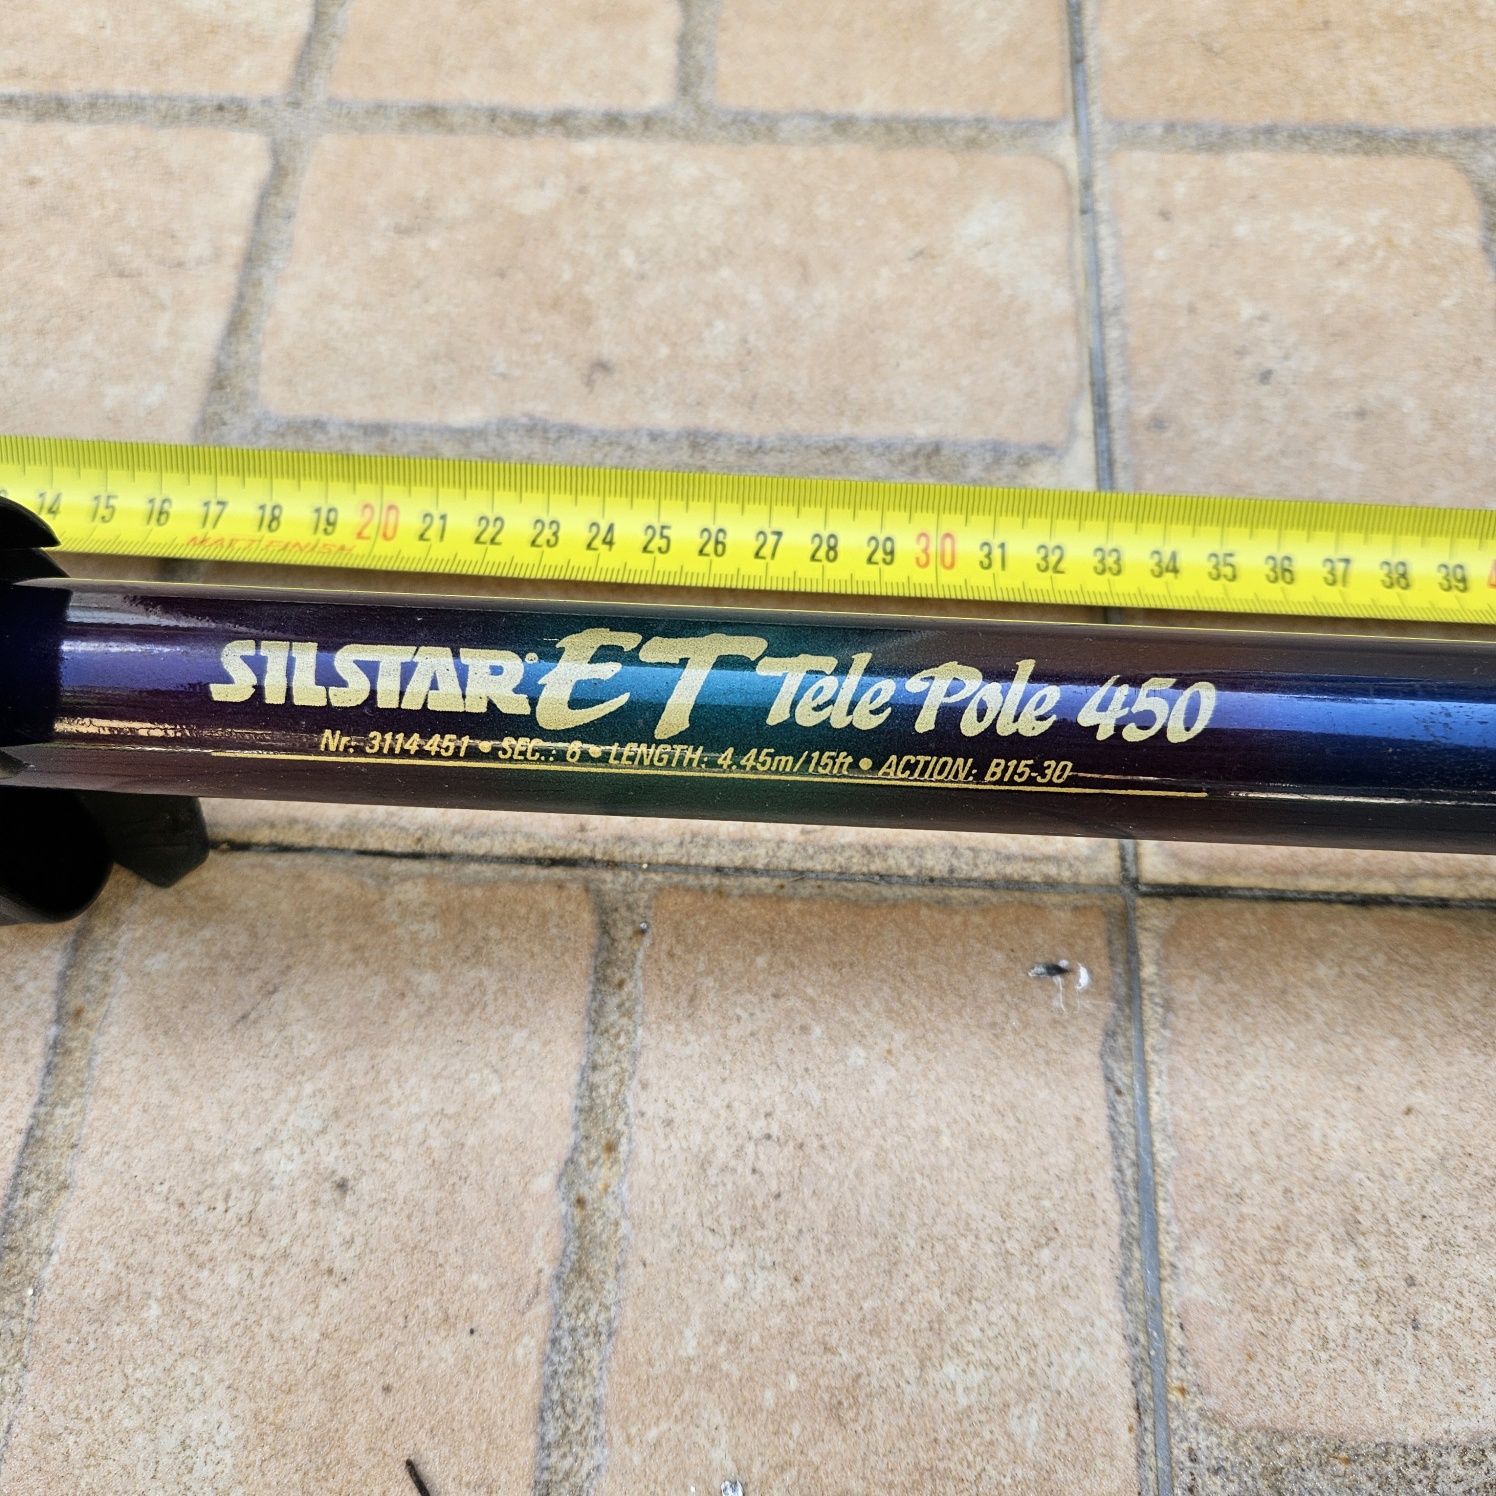 14 15 16 17 18 19 20 21 22 23 24 25 26 27 28 29 30 31 32 33 34 35 36 37 38 39
MATT FINISH
SILSTAR® ET Tele Pole 450
Nr: 3114-451 • SEC.: 6 • LENGTH: 4.45m/15ft • ACTION: B15-30